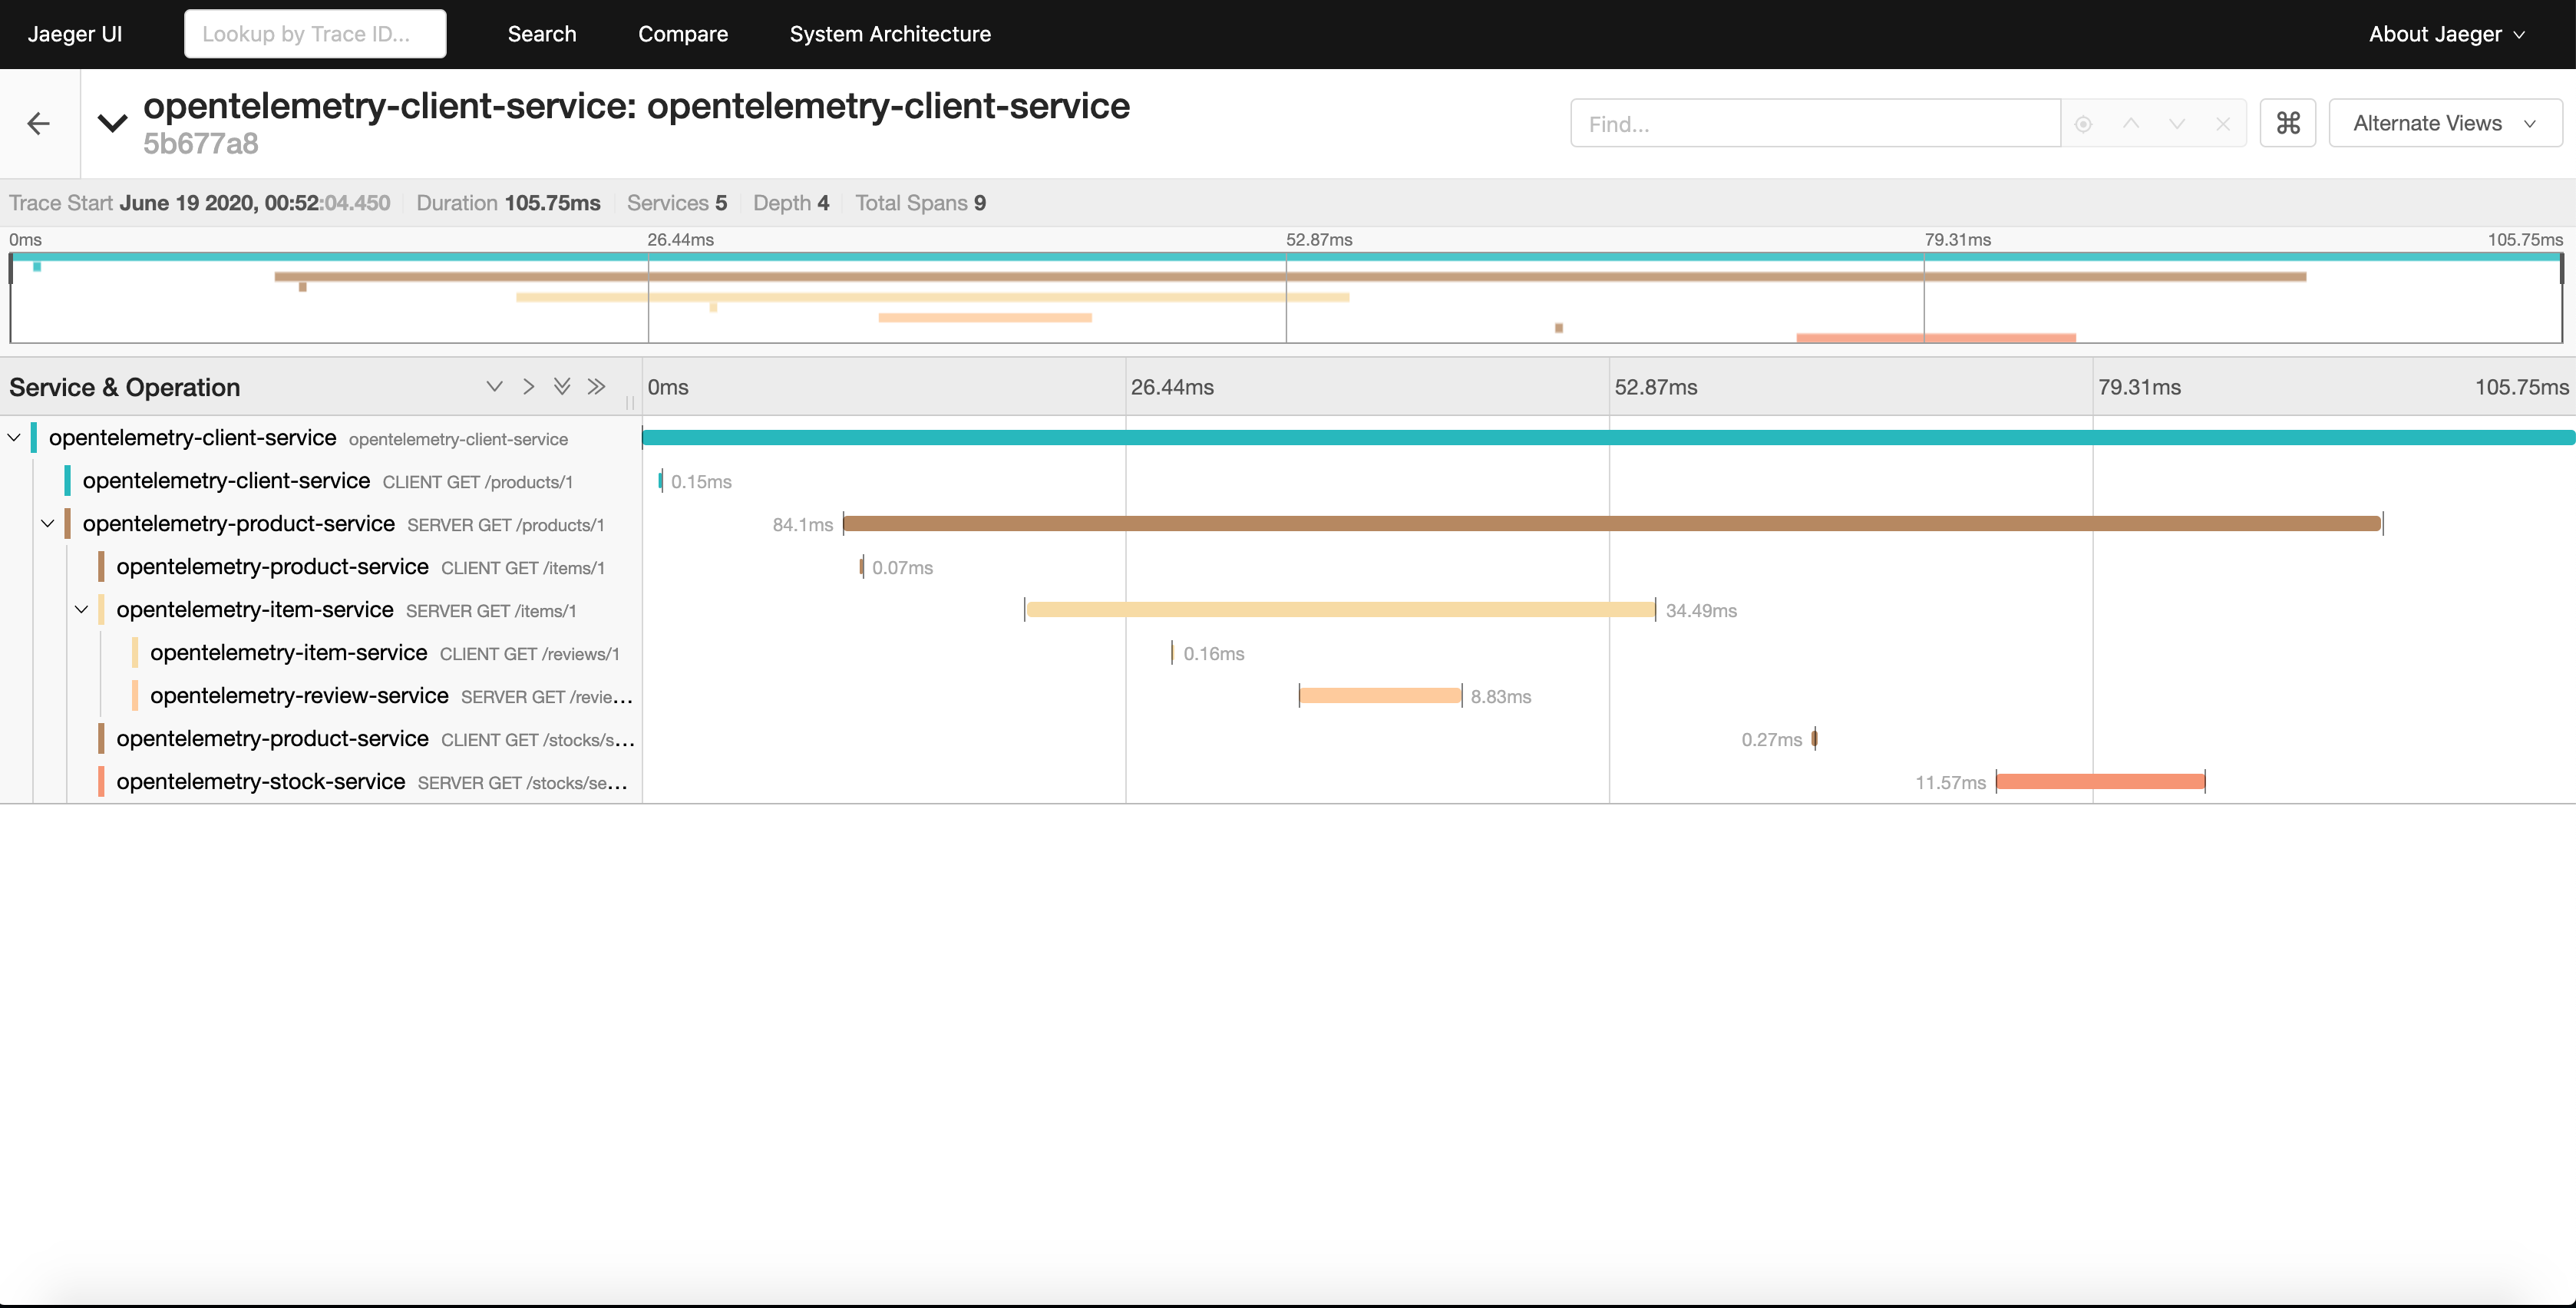 Jaeger UI Lookup by Trace ID... Search Compare System Architecture About Jaeger
opentelemetry-client-service: opentelemetry-client-service
5b677a8
Find... ⌘ Alternate Views
Trace Start June 19 2020, 00:52:04.450 Duration 105.75ms Services 5 Depth 4 Total Spans 9
0ms 26.44ms 52.87ms 79.31ms 105.75ms
Service & Operation 0ms 26.44ms 52.87ms 79.31ms 105.75ms
opentelemetry-client-service opentelemetry-client-service
opentelemetry-client-service CLIENT GET /products/1 0.15ms
opentelemetry-product-service SERVER GET /products/1 84.1ms
opentelemetry-product-service CLIENT GET /items/1 0.07ms
opentelemetry-item-service SERVER GET /items/1 34.49ms
opentelemetry-item-service CLIENT GET /reviews/1 0.16ms
opentelemetry-review-service SERVER GET /revie... 8.83ms
opentelemetry-product-service CLIENT GET /stocks/s... 0.27ms
opentelemetry-stock-service SERVER GET /stocks/se... 11.57ms